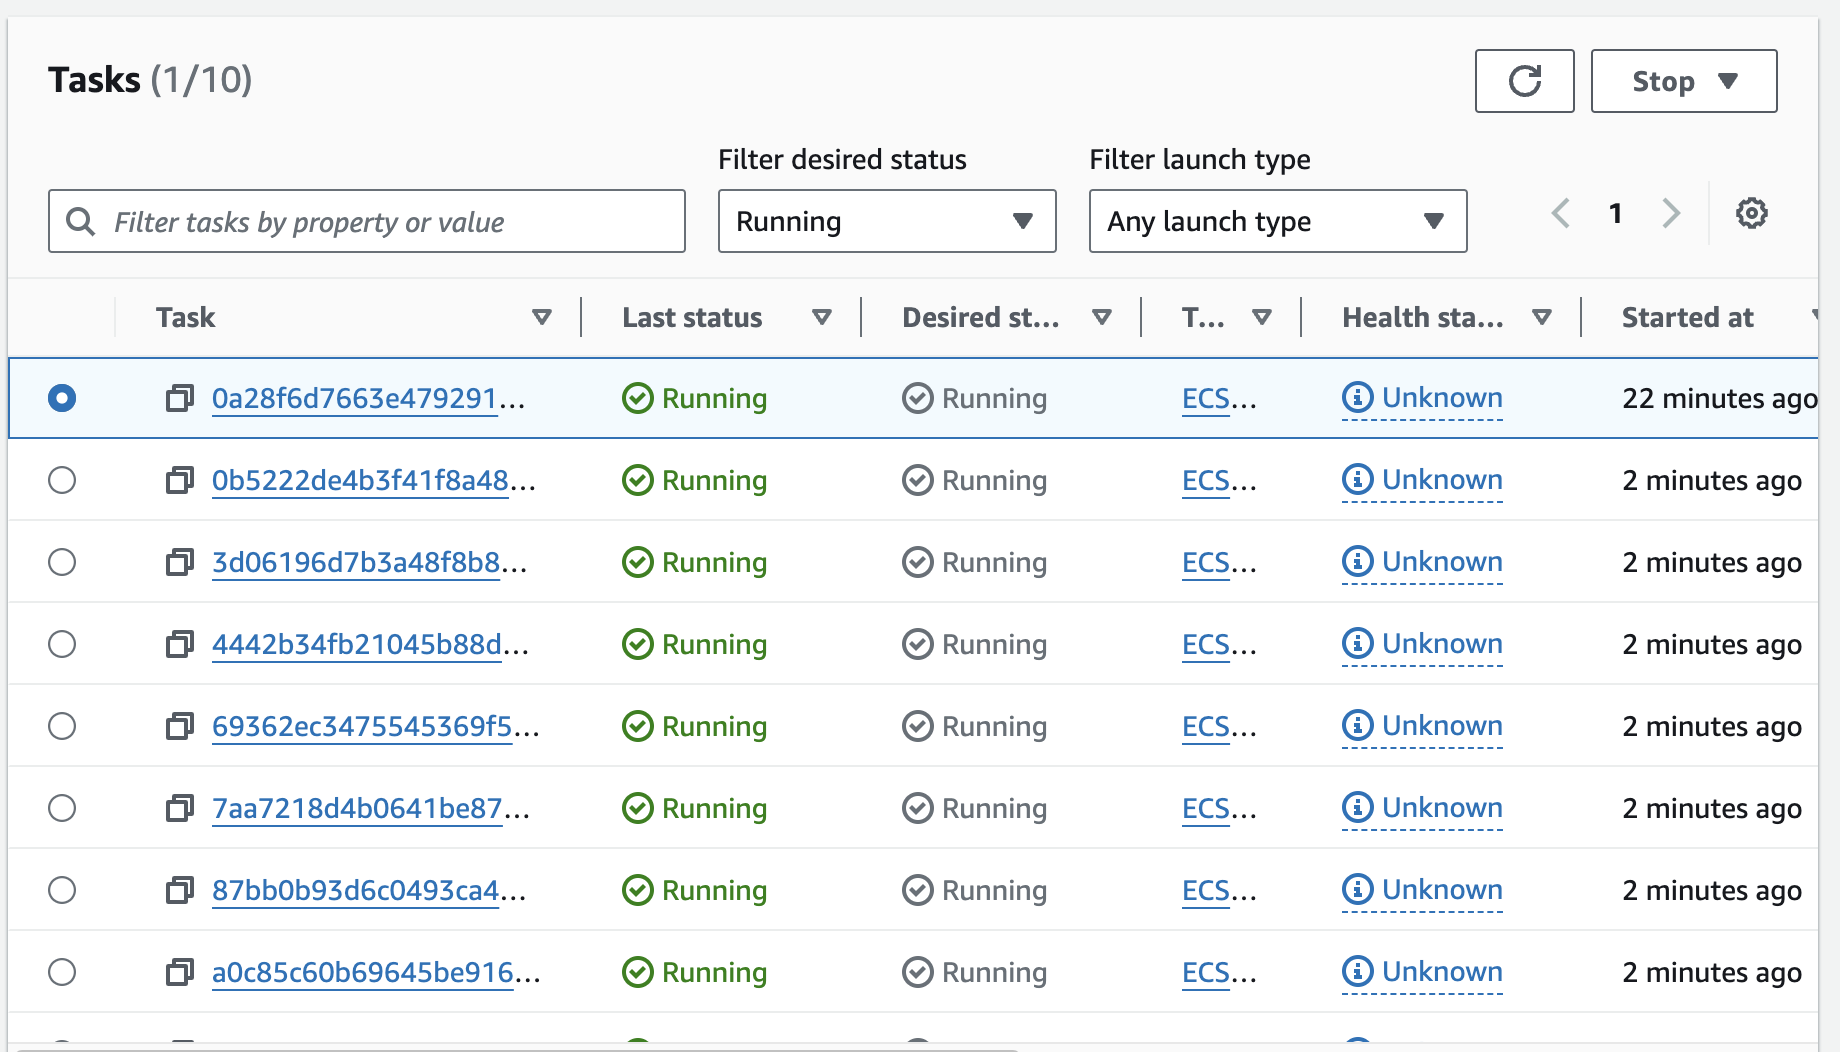 Tasks (1/10)
Stop
Filter desired status
Filter launch type
Filter tasks by property or value
Running
Any launch type
1
Task Last status Desired st... T... Health sta... Started at
0a28f6d7663e479291... Running Running ECS... Unknown 22 minutes ago
0b5222de4b3f41f8a48... Running Running ECS... Unknown 2 minutes ago
3d06196d7b3a48f8b8... Running Running ECS... Unknown 2 minutes ago
4442b34fb21045b88d... Running Running ECS... Unknown 2 minutes ago
69362ec3475545369f5... Running Running ECS... Unknown 2 minutes ago
7aa7218d4b0641be87... Running Running ECS... Unknown 2 minutes ago
87bb0b93d6c0493ca4... Running Running ECS... Unknown 2 minutes ago
a0c85c60b69645be916... Running Running ECS... Unknown 2 minutes ago